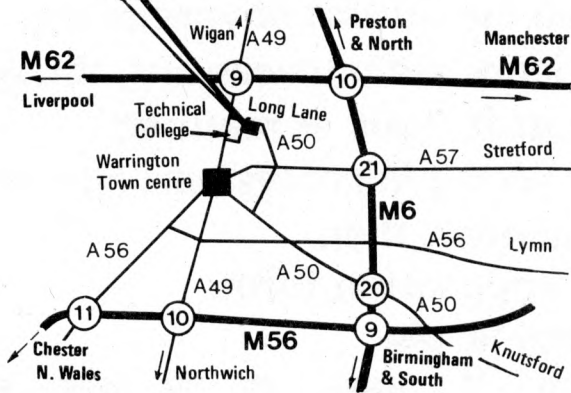 Wigan
A49
Preston
& North
Manchester
M62
9
10
M62
Liverpool
Technical
College
Long Lane
A50
Warrington
Town centre
21
A57
Stretford
M6
A56
A56
Lymn
A49
A50
20
A50
11
10
M56
9
Chester
N. Wales
Northwich
Birmingham
& South
Knutsford